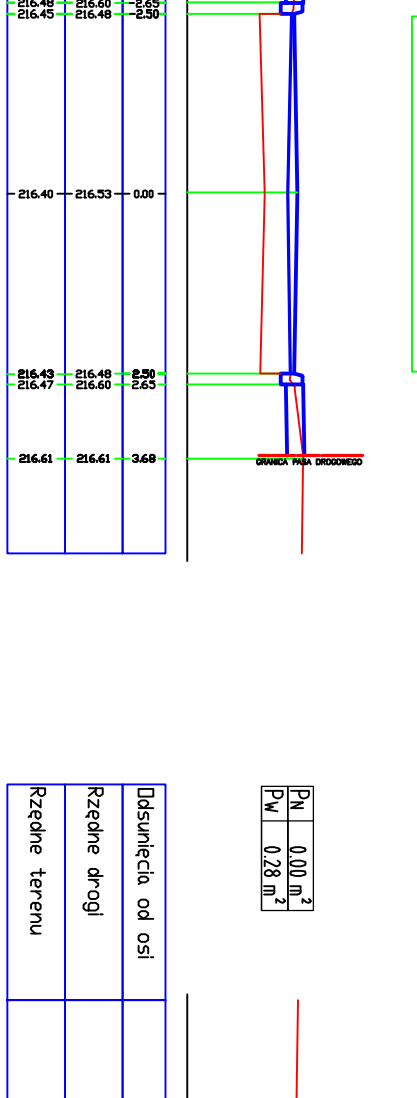 216.48 216.60 -2.65
216.45 216.48 -2.50
216.40 216.53 0.00
216.43 216.48 2.50
216.47 216.60 2.65
216.61 216.61 3.68
GRANICA PASA DROGOWEGO
PN 0.00 m²
PW 0.28 m²
Odsunięcia od osi
Rzędne drogi
Rzędne terenu